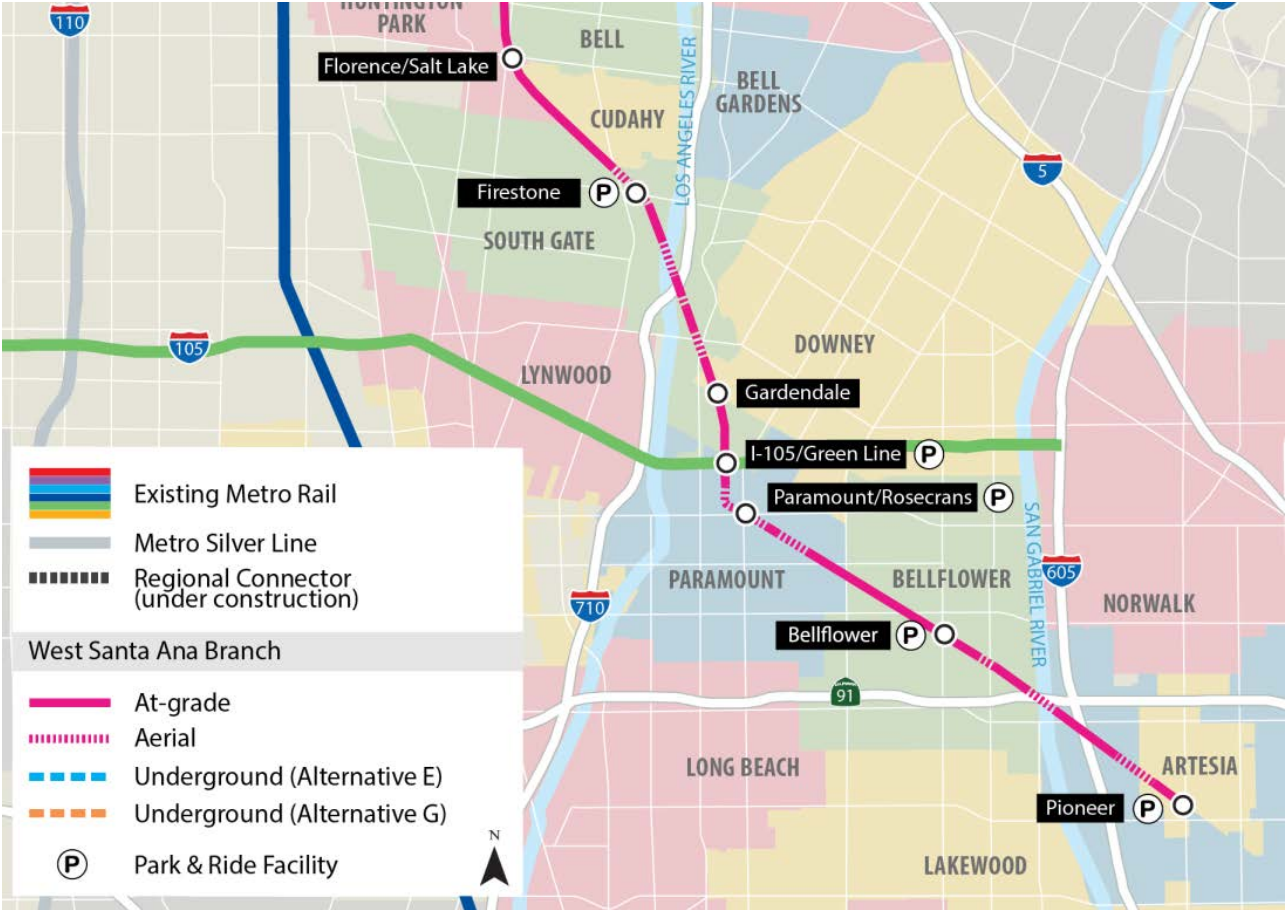 110
HUNTINGTON
PARK
BELL
Florence/Salt Lake
LOS ANGELES RIVER
BELL
GARDENS
CUDAHY
5
Firestone
P
SOUTH GATE
105
DOWNEY
LYNWOOD
Gardendale
I-105/Green Line
P
Paramount/Rosecrans
P
SAN GABRIEL RIVER
PARAMOUNT
BELLFLOWER
605
NORWALK
710
Bellflower
P
91
LONG BEACH
ARTESIA
Pioneer
P
LAKEWOOD
Existing Metro Rail
Metro Silver Line
Regional Connector
(under construction)
West Santa Ana Branch
At-grade
Aerial
Underground (Alternative E)
Underground (Alternative G)
P
Park & Ride Facility
N